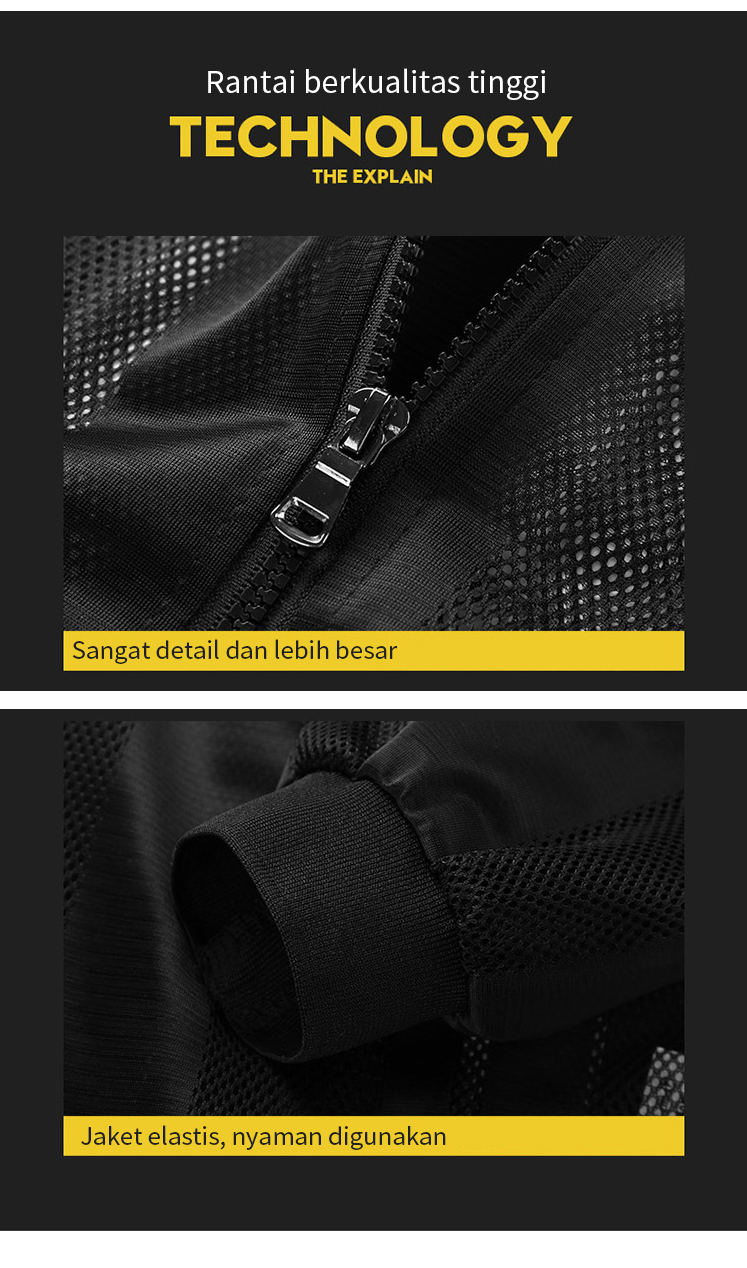 Rantai berkualitas tinggi
TECHNOLOGY
THE EXPLAIN
Sangat detail dan lebih besar
Jaket elastis, nyaman digunakan